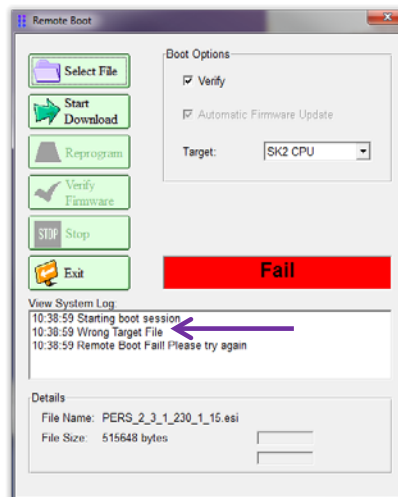 Remote Boot
Select File
Start
Download
Reprogram
Verify
Firmware
STOP Stop
Exit
Boot Options
Verify
Automatic Firmware Update
Target: SK2 CPU
Fail
View System Log:
10:38:59 Starting boot session
10:38:59 Wrong Target File
10:38:59 Remote Boot Fail! Please try again
Details
File Name: PERS_2_3_1_230_1_15.esi
File Size: 515648 bytes